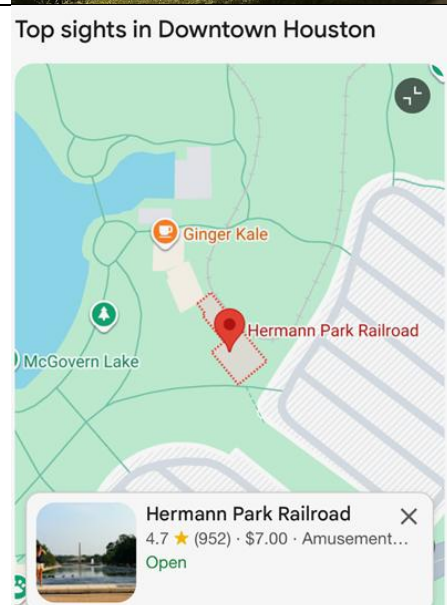 Top sights in Downtown Houston
Ginger Kale
Hermann Park Railroad
McGovern Lake
Hermann Park Railroad
4.7 ★ (952) · $7.00 · Amusement...
Open